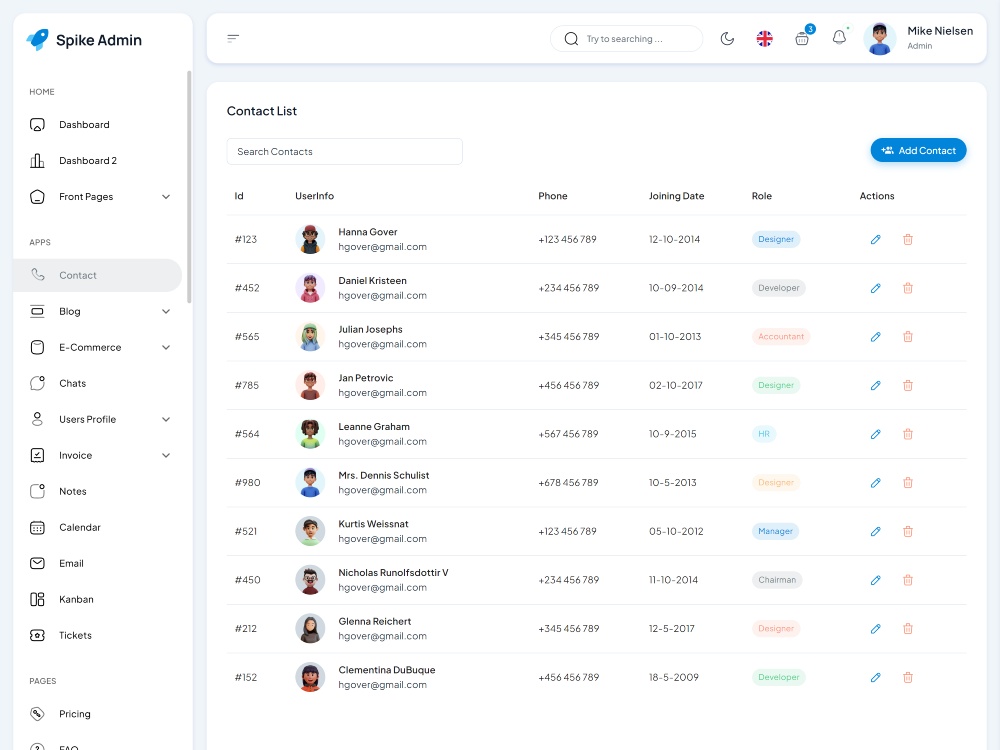 Spike Admin
HOME
Dashboard
Dashboard 2
Front Pages
APPS
Contact
Blog
E-Commerce
Chats
Users Profile
Invoice
Notes
Calendar
Email
Kanban
Tickets
PAGES
Pricing
FAQ
Try to searching ...
3
Mike Nielsen
Admin
Contact List
Search Contacts
Add Contact
Id UserInfo Phone Joining Date Role Actions
#123 Hanna Gover +123 456 789 12-10-2014 Designer
hgover@gmail.com
#452 Daniel Kristeen +234 456 789 10-09-2014 Developer
hgover@gmail.com
#565 Julian Josephs +345 456 789 01-10-2013 Accountant
hgover@gmail.com
#785 Jan Petrovic +456 456 789 02-10-2017 Designer
hgover@gmail.com
#564 Leanne Graham +567 456 789 10-9-2015 HR
hgover@gmail.com
#980 Mrs. Dennis Schulist +678 456 789 10-5-2013 Designer
hgover@gmail.com
#521 Kurtis Weissnat +123 456 789 05-10-2012 Manager
hgover@gmail.com
#450 Nicholas Runolfsdottir V +234 456 789 11-10-2014 Chairman
hgover@gmail.com
#212 Glenna Reichert +345 456 789 12-5-2017 Designer
hgover@gmail.com
#152 Clementina DuBuque +456 456 789 18-5-2009 Developer
hgover@gmail.com